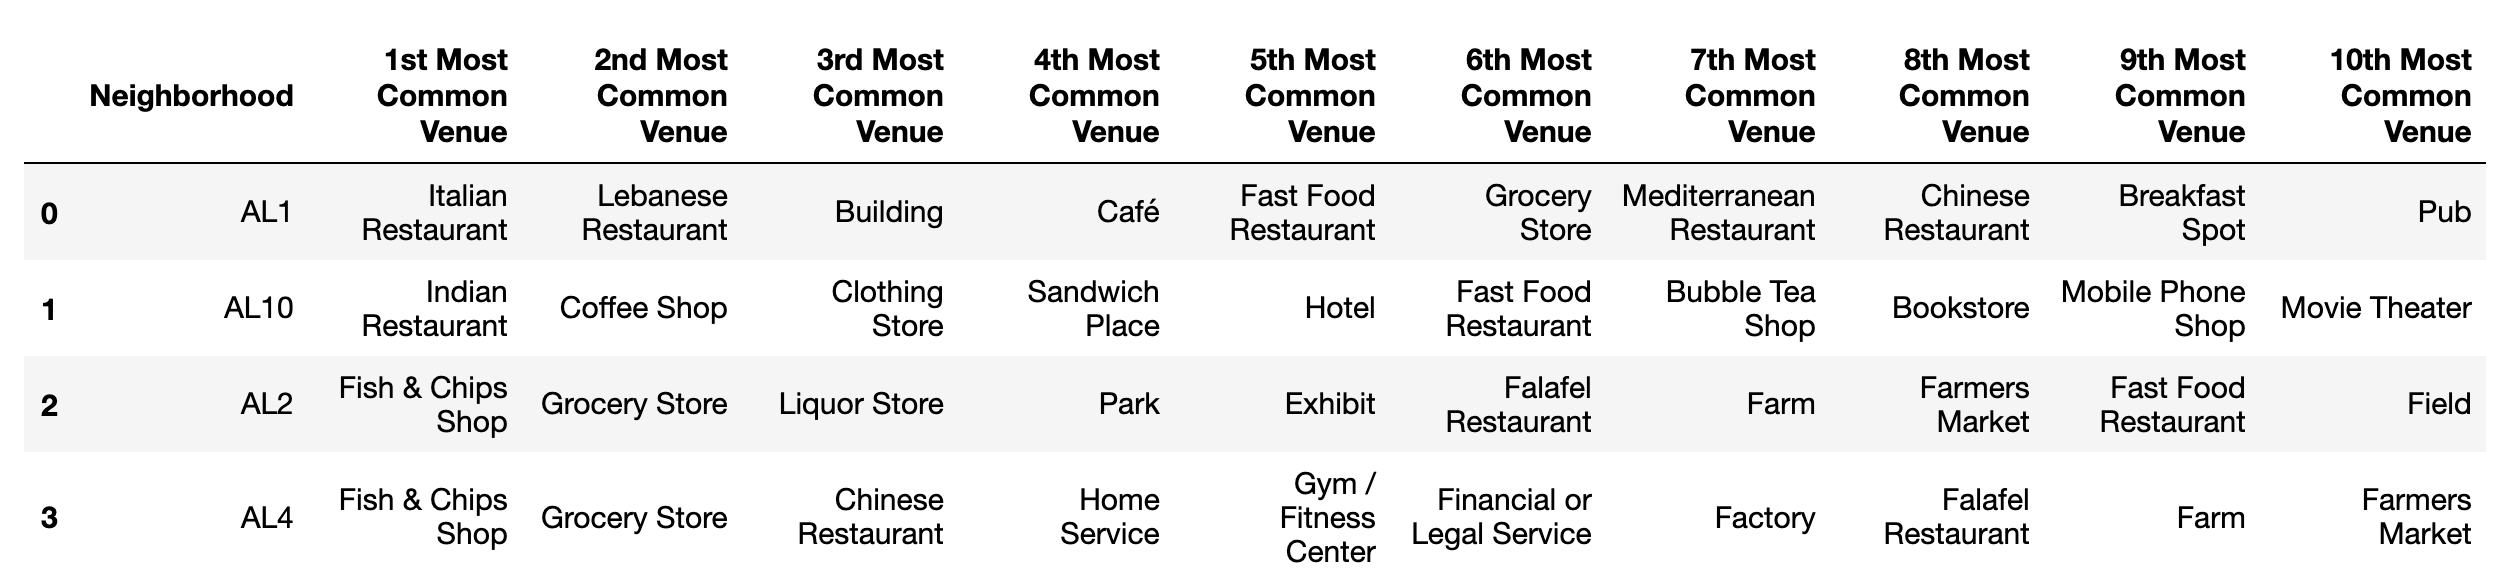 Neighborhood 1st Most Common Venue 2nd Most Common Venue 3rd Most Common Venue 4th Most Common Venue 5th Most Common Venue 6th Most Common Venue 7th Most Common Venue 8th Most Common Venue 9th Most Common Venue 10th Most Common Venue
0 AL1 Italian Restaurant Lebanese Restaurant Building Café Fast Food Restaurant Grocery Store Mediterranean Restaurant Chinese Restaurant Breakfast Spot Pub
1 AL10 Indian Restaurant Coffee Shop Clothing Store Sandwich Place Hotel Fast Food Restaurant Bubble Tea Shop Bookstore Mobile Phone Shop Movie Theater
2 AL2 Fish & Chips Shop Grocery Store Liquor Store Park Exhibit Falafel Restaurant Farm Farmers Market Fast Food Restaurant Field
3 AL4 Fish & Chips Shop Grocery Store Chinese Restaurant Home Service Gym / Fitness Center Financial or Legal Service Factory Falafel Restaurant Farm Farmers Market